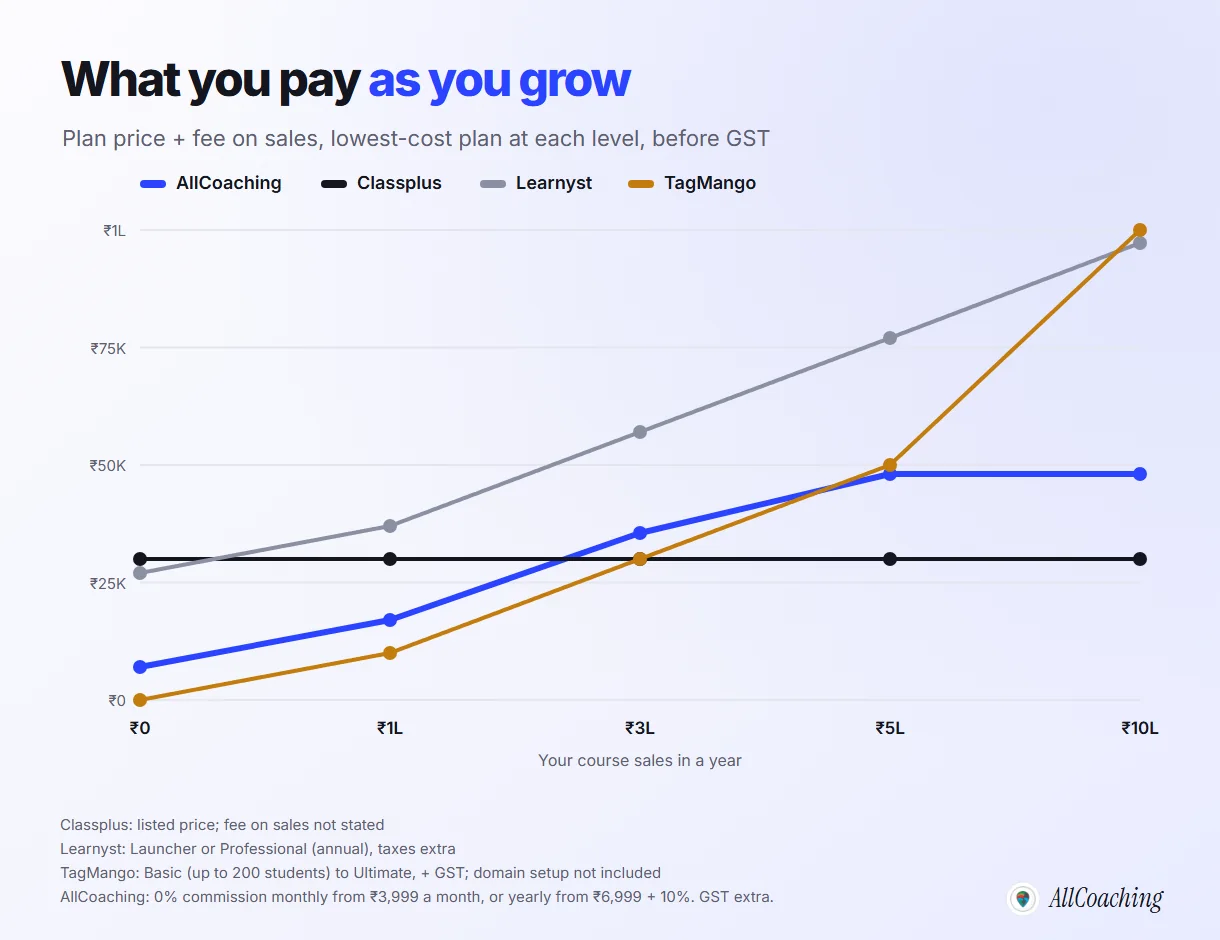 What you pay as you grow
Plan price + fee on sales, lowest-cost plan at each level, before GST
AllCoaching Classplus Learnyst TagMango
₹1L
₹75K
₹50K
₹25K
₹0
₹0 ₹1L ₹3L ₹5L ₹10L
Your course sales in a year
Classplus: listed price; fee on sales not stated
Learnyst: Launcher or Professional (annual), taxes extra
TagMango: Basic (up to 200 students) to Ultimate, + GST; domain setup not included
AllCoaching: 0% commission monthly from ₹3,999 a month, or yearly from ₹6,999 + 10%. GST extra.
AllCoaching